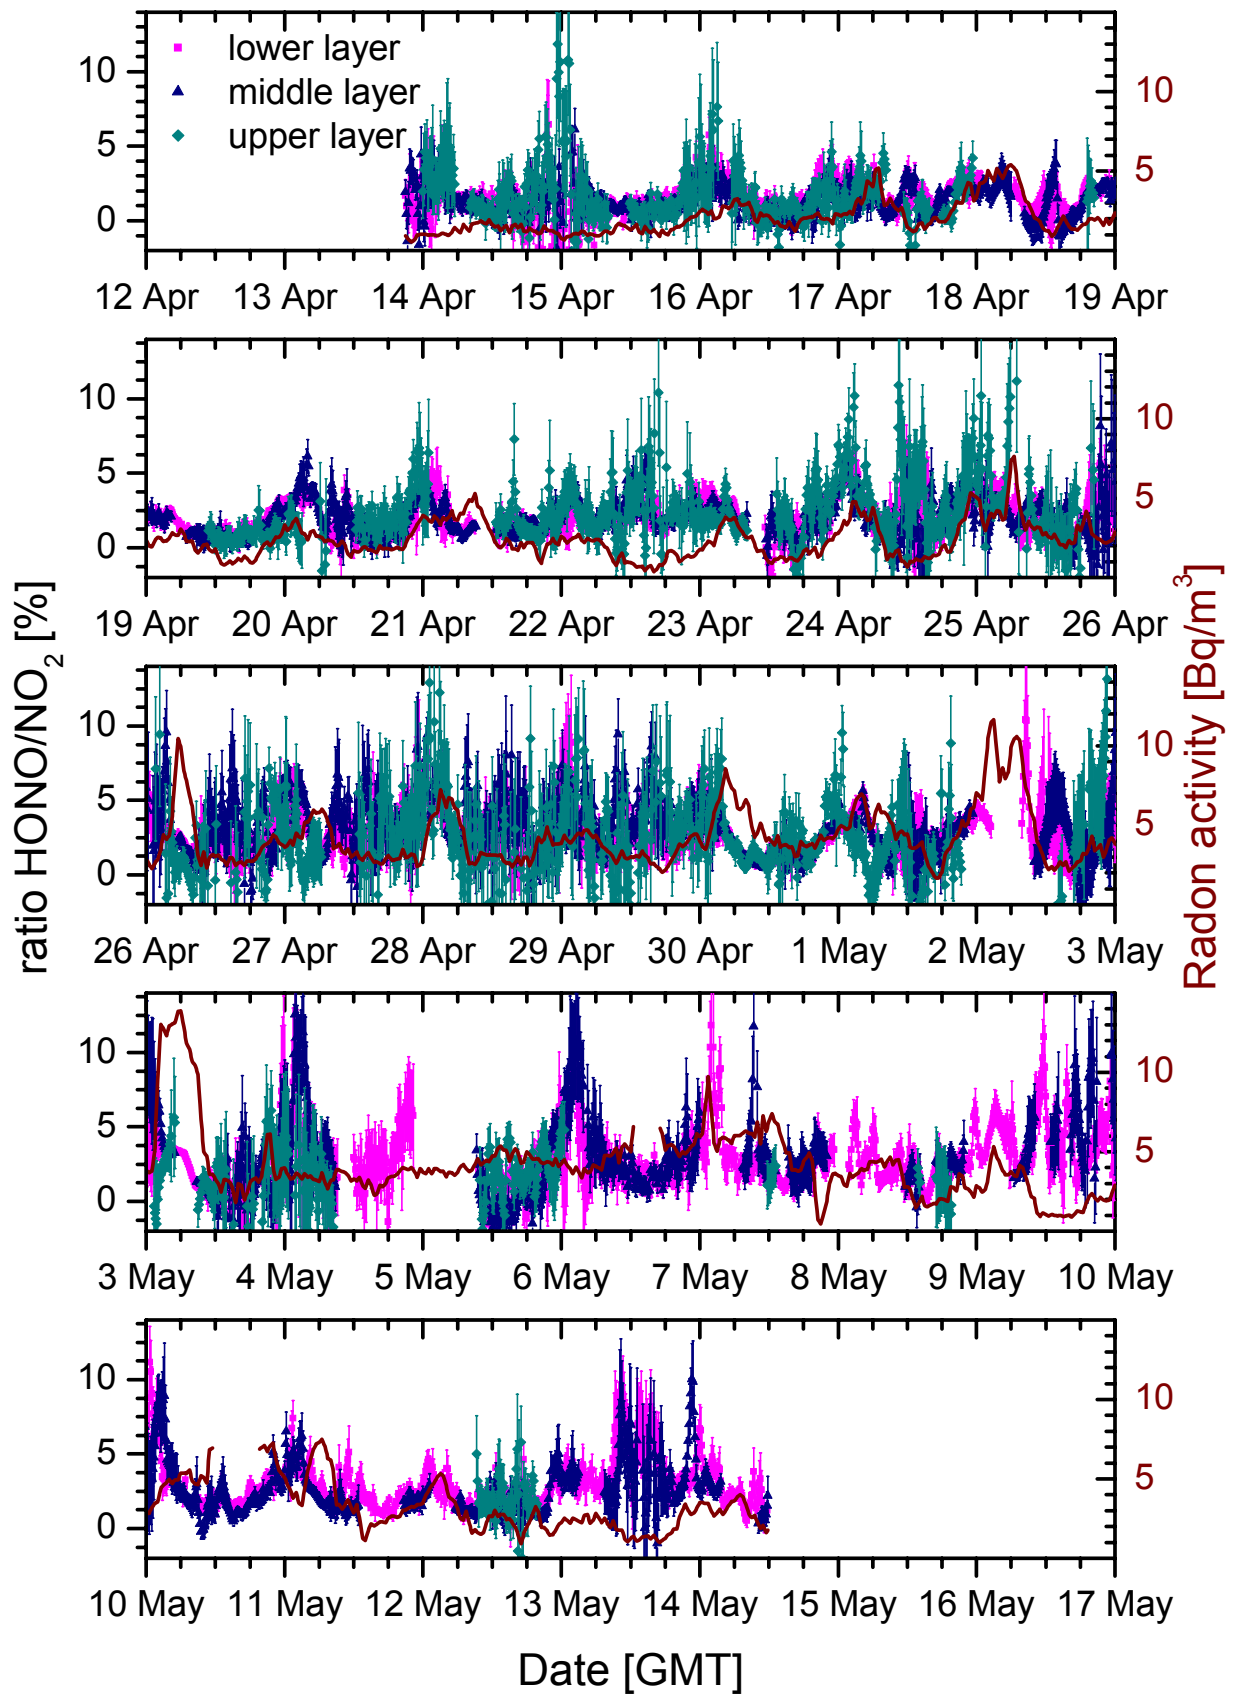 lower layer
middle layer
upper layer
10
5
0
10
5
12 Apr 13 Apr 14 Apr 15 Apr 16 Apr 17 Apr 18 Apr 19 Apr
10
5
0
10
5
19 Apr 20 Apr 21 Apr 22 Apr 23 Apr 24 Apr 25 Apr 26 Apr
ratio HONO/NO2 [%]
Radon activity [Bq/m3]
10
5
0
10
5
26 Apr 27 Apr 28 Apr 29 Apr 30 Apr 1 May 2 May 3 May
10
5
0
10
5
3 May 4 May 5 May 6 May 7 May 8 May 9 May 10 May
10
5
0
10
5
10 May 11 May 12 May 13 May 14 May 15 May 16 May 17 May
Date [GMT]